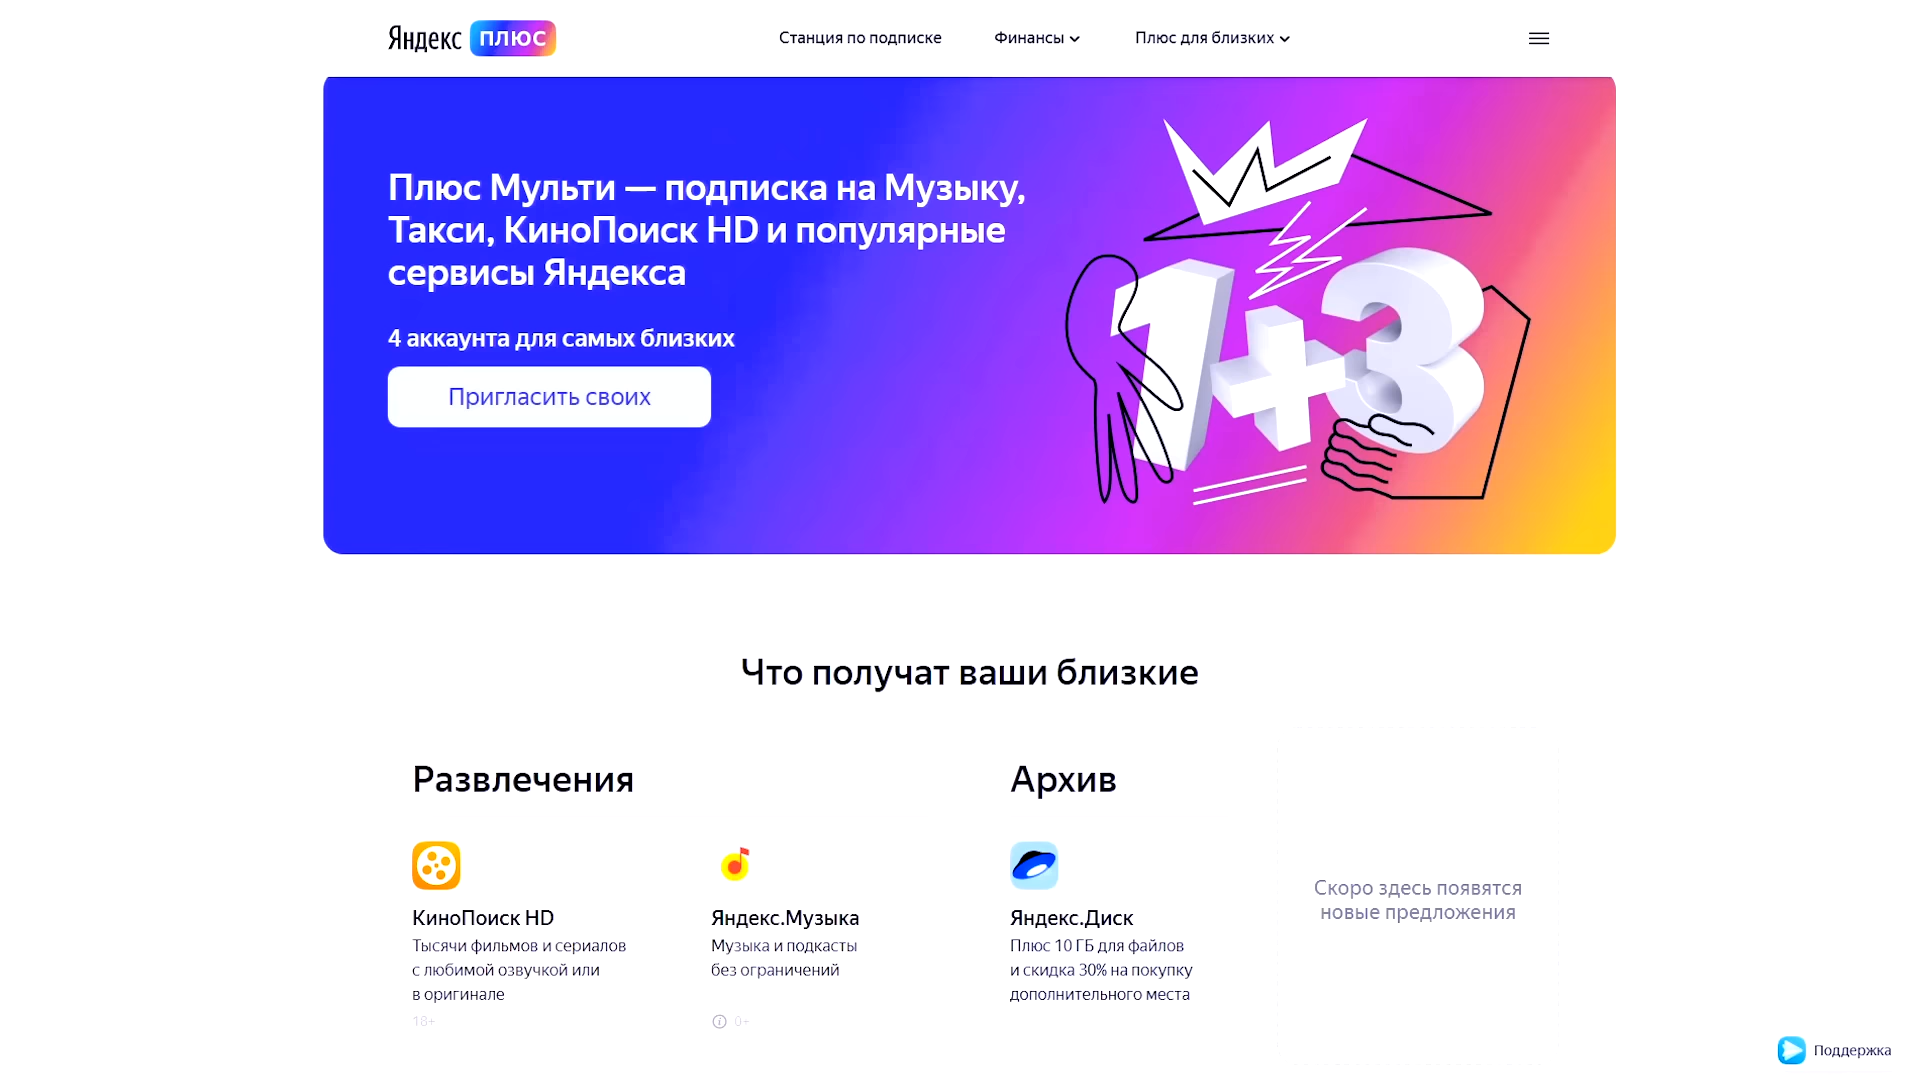 Яндекс плюс
Станция по подписке
Финансы
Плюс для близких
Плюс Мульти — подписка на Музыку,
Такси, КиноПоиск HD и популярные
сервисы Яндекса
4 аккаунта для самых близких
Пригласить своих
1+3
Что получат ваши близкие
Развлечения
КиноПоиск HD
Тысячи фильмов и сериалов
с любимой озвучкой или
в оригинале
18+
Яндекс.Музыка
Музыка и подкасты
без ограничений
0+
Архив
Яндекс.Диск
Плюс 10 ГБ для файлов
и скидка 30% на покупку
дополнительного места
Скоро здесь появятся
новые предложения
Поддержка